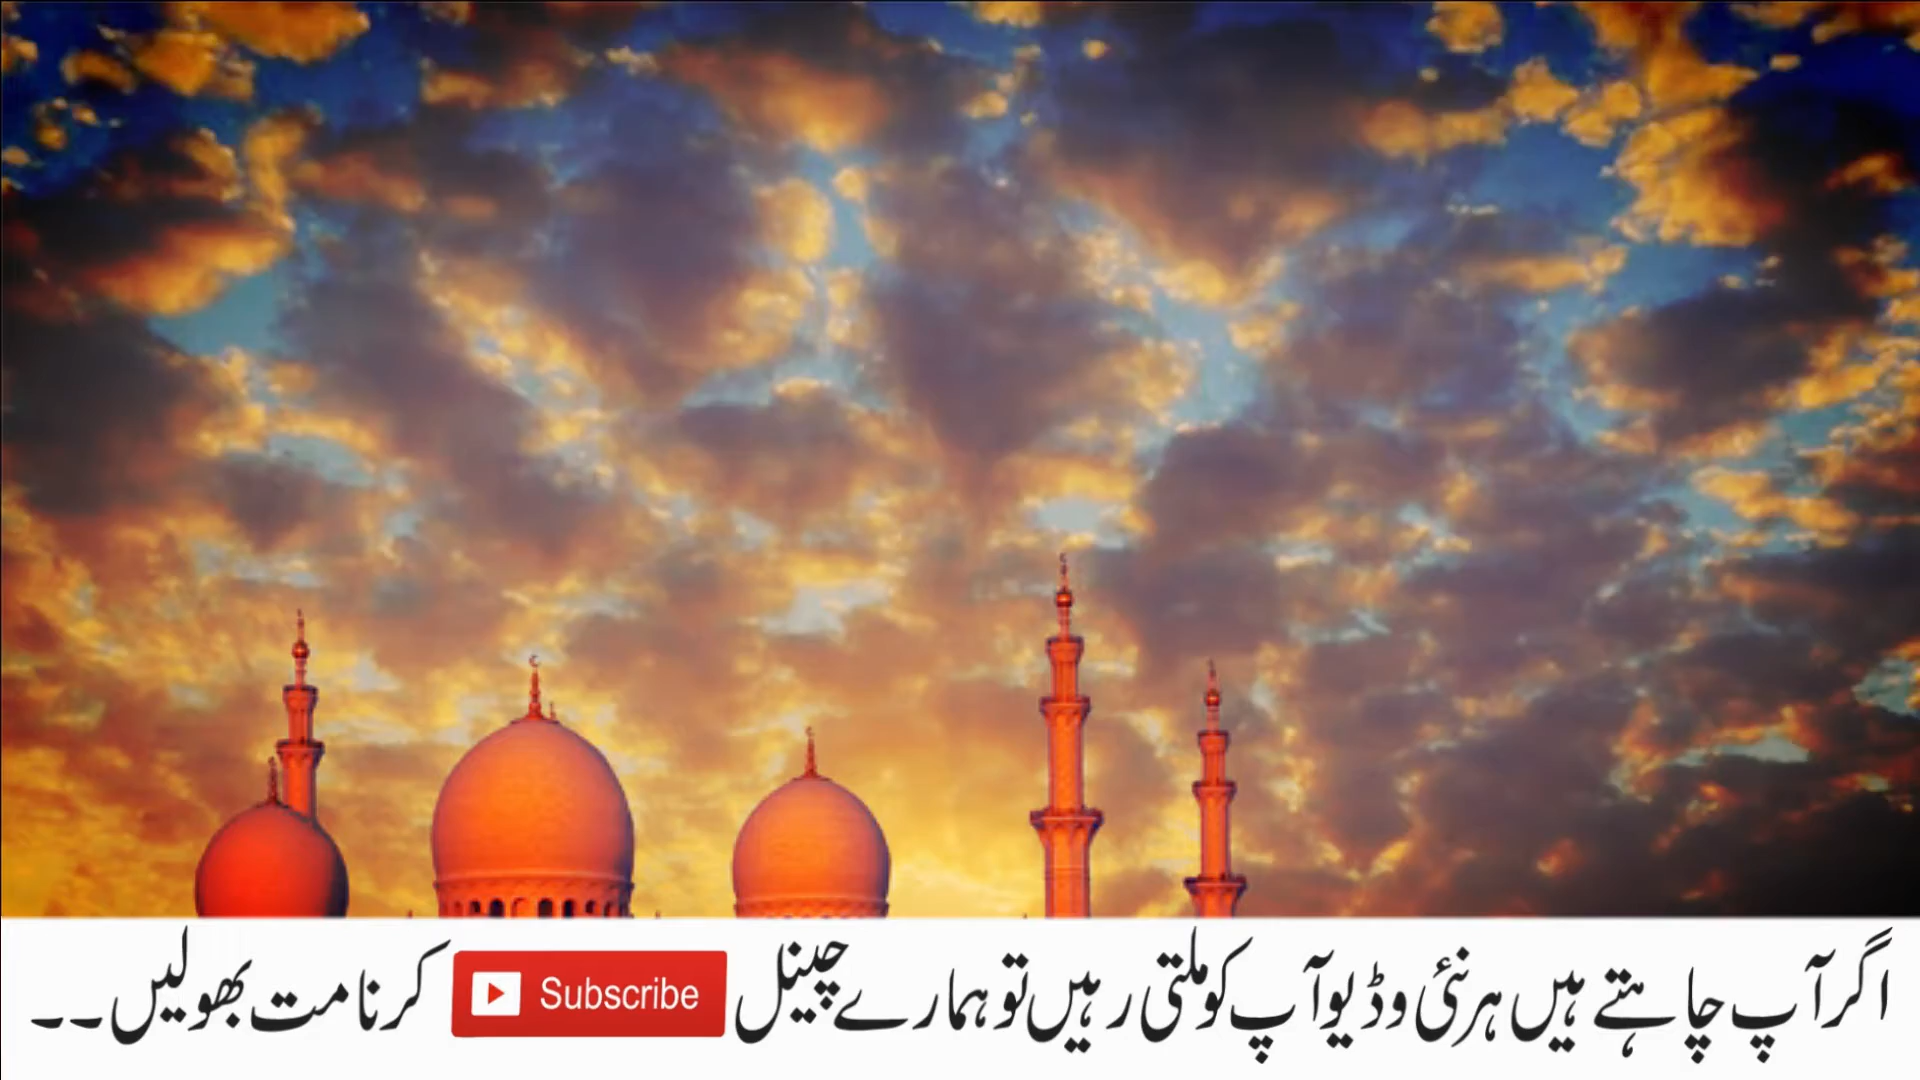 اگر آپ چاہتے ہیں ہر نئی وڈیو آپ کو ملتی رہیں تو ہمارے چینل Subscribe کرنا مت بھولیں۔۔